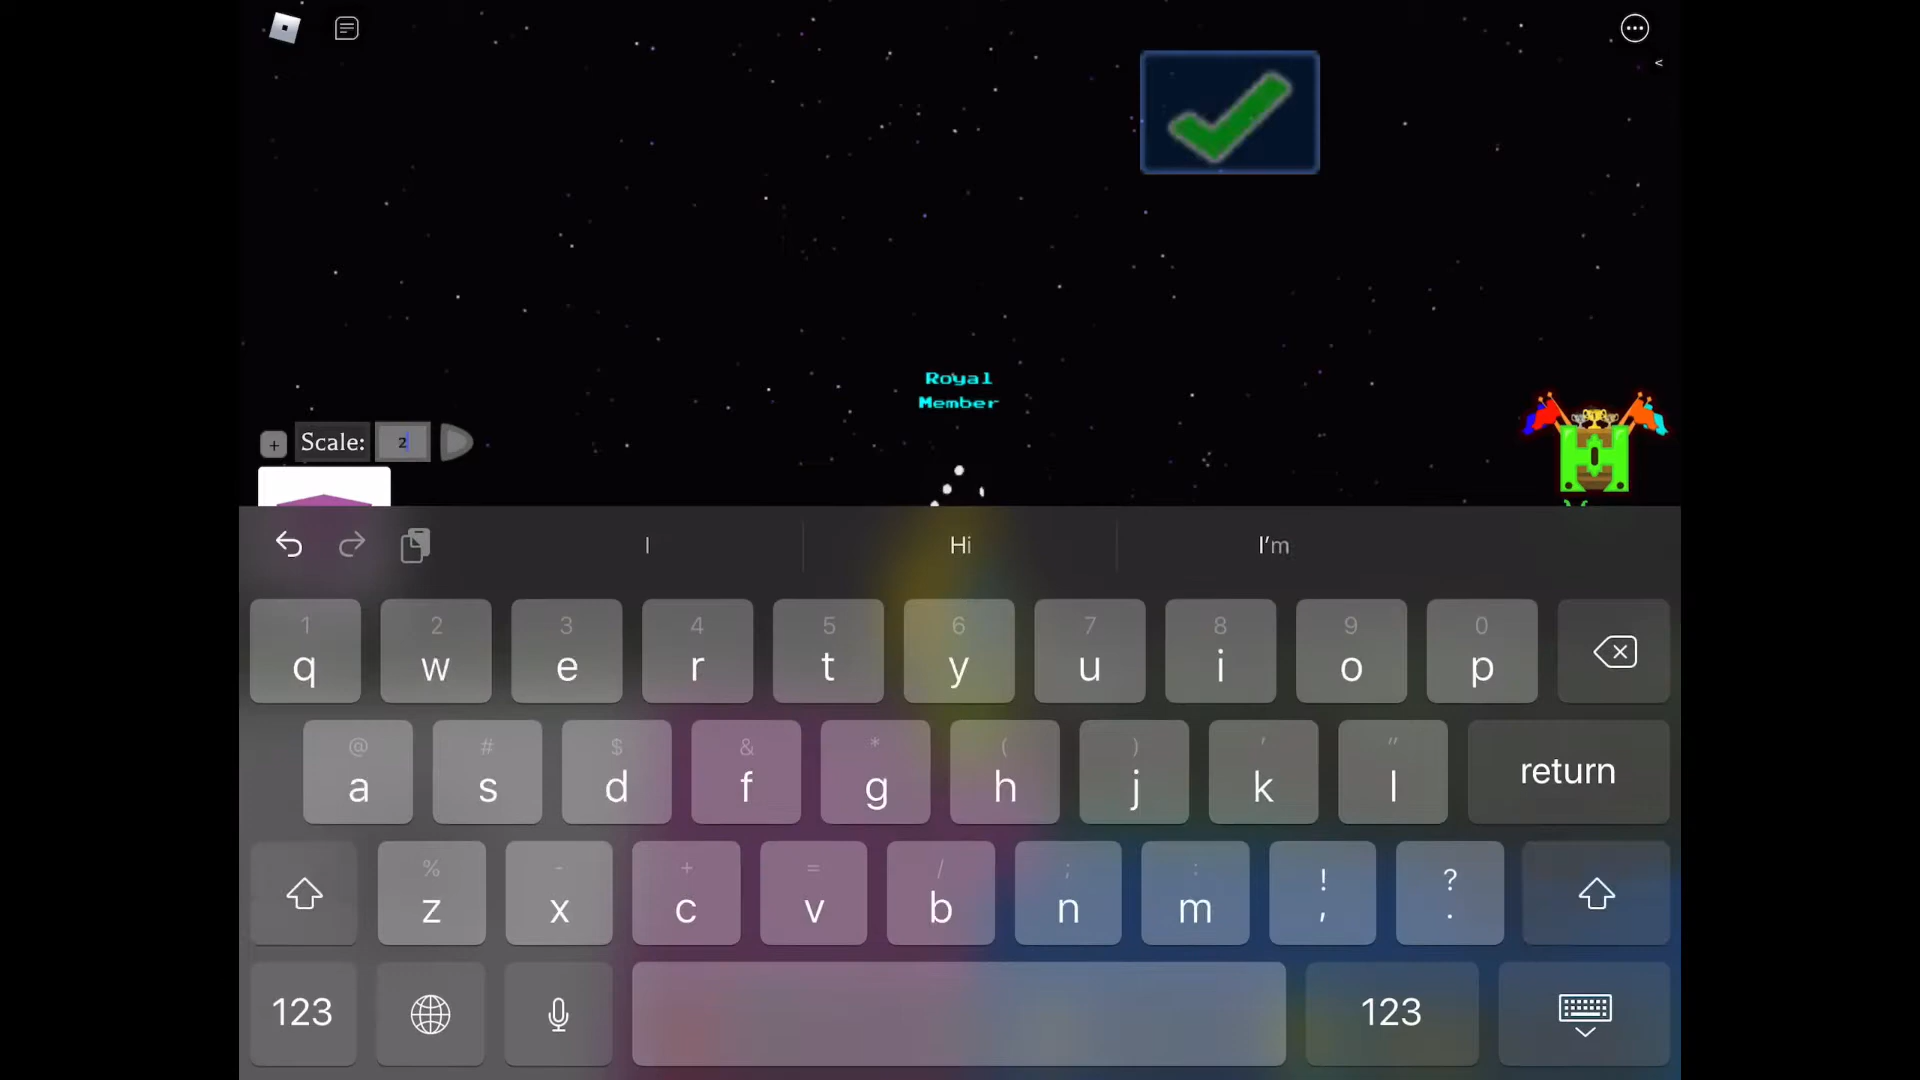 <
Royal
Member
+ Scale: 2
I Hi I'm
1 2 3 4 5 6 7 8 9 0
q w e r t y u i o p
@ # $ & * ( ) ' "
a s d f g h j k l return
% - + = / ; : ! ?
z x c v b n m , .
123 123